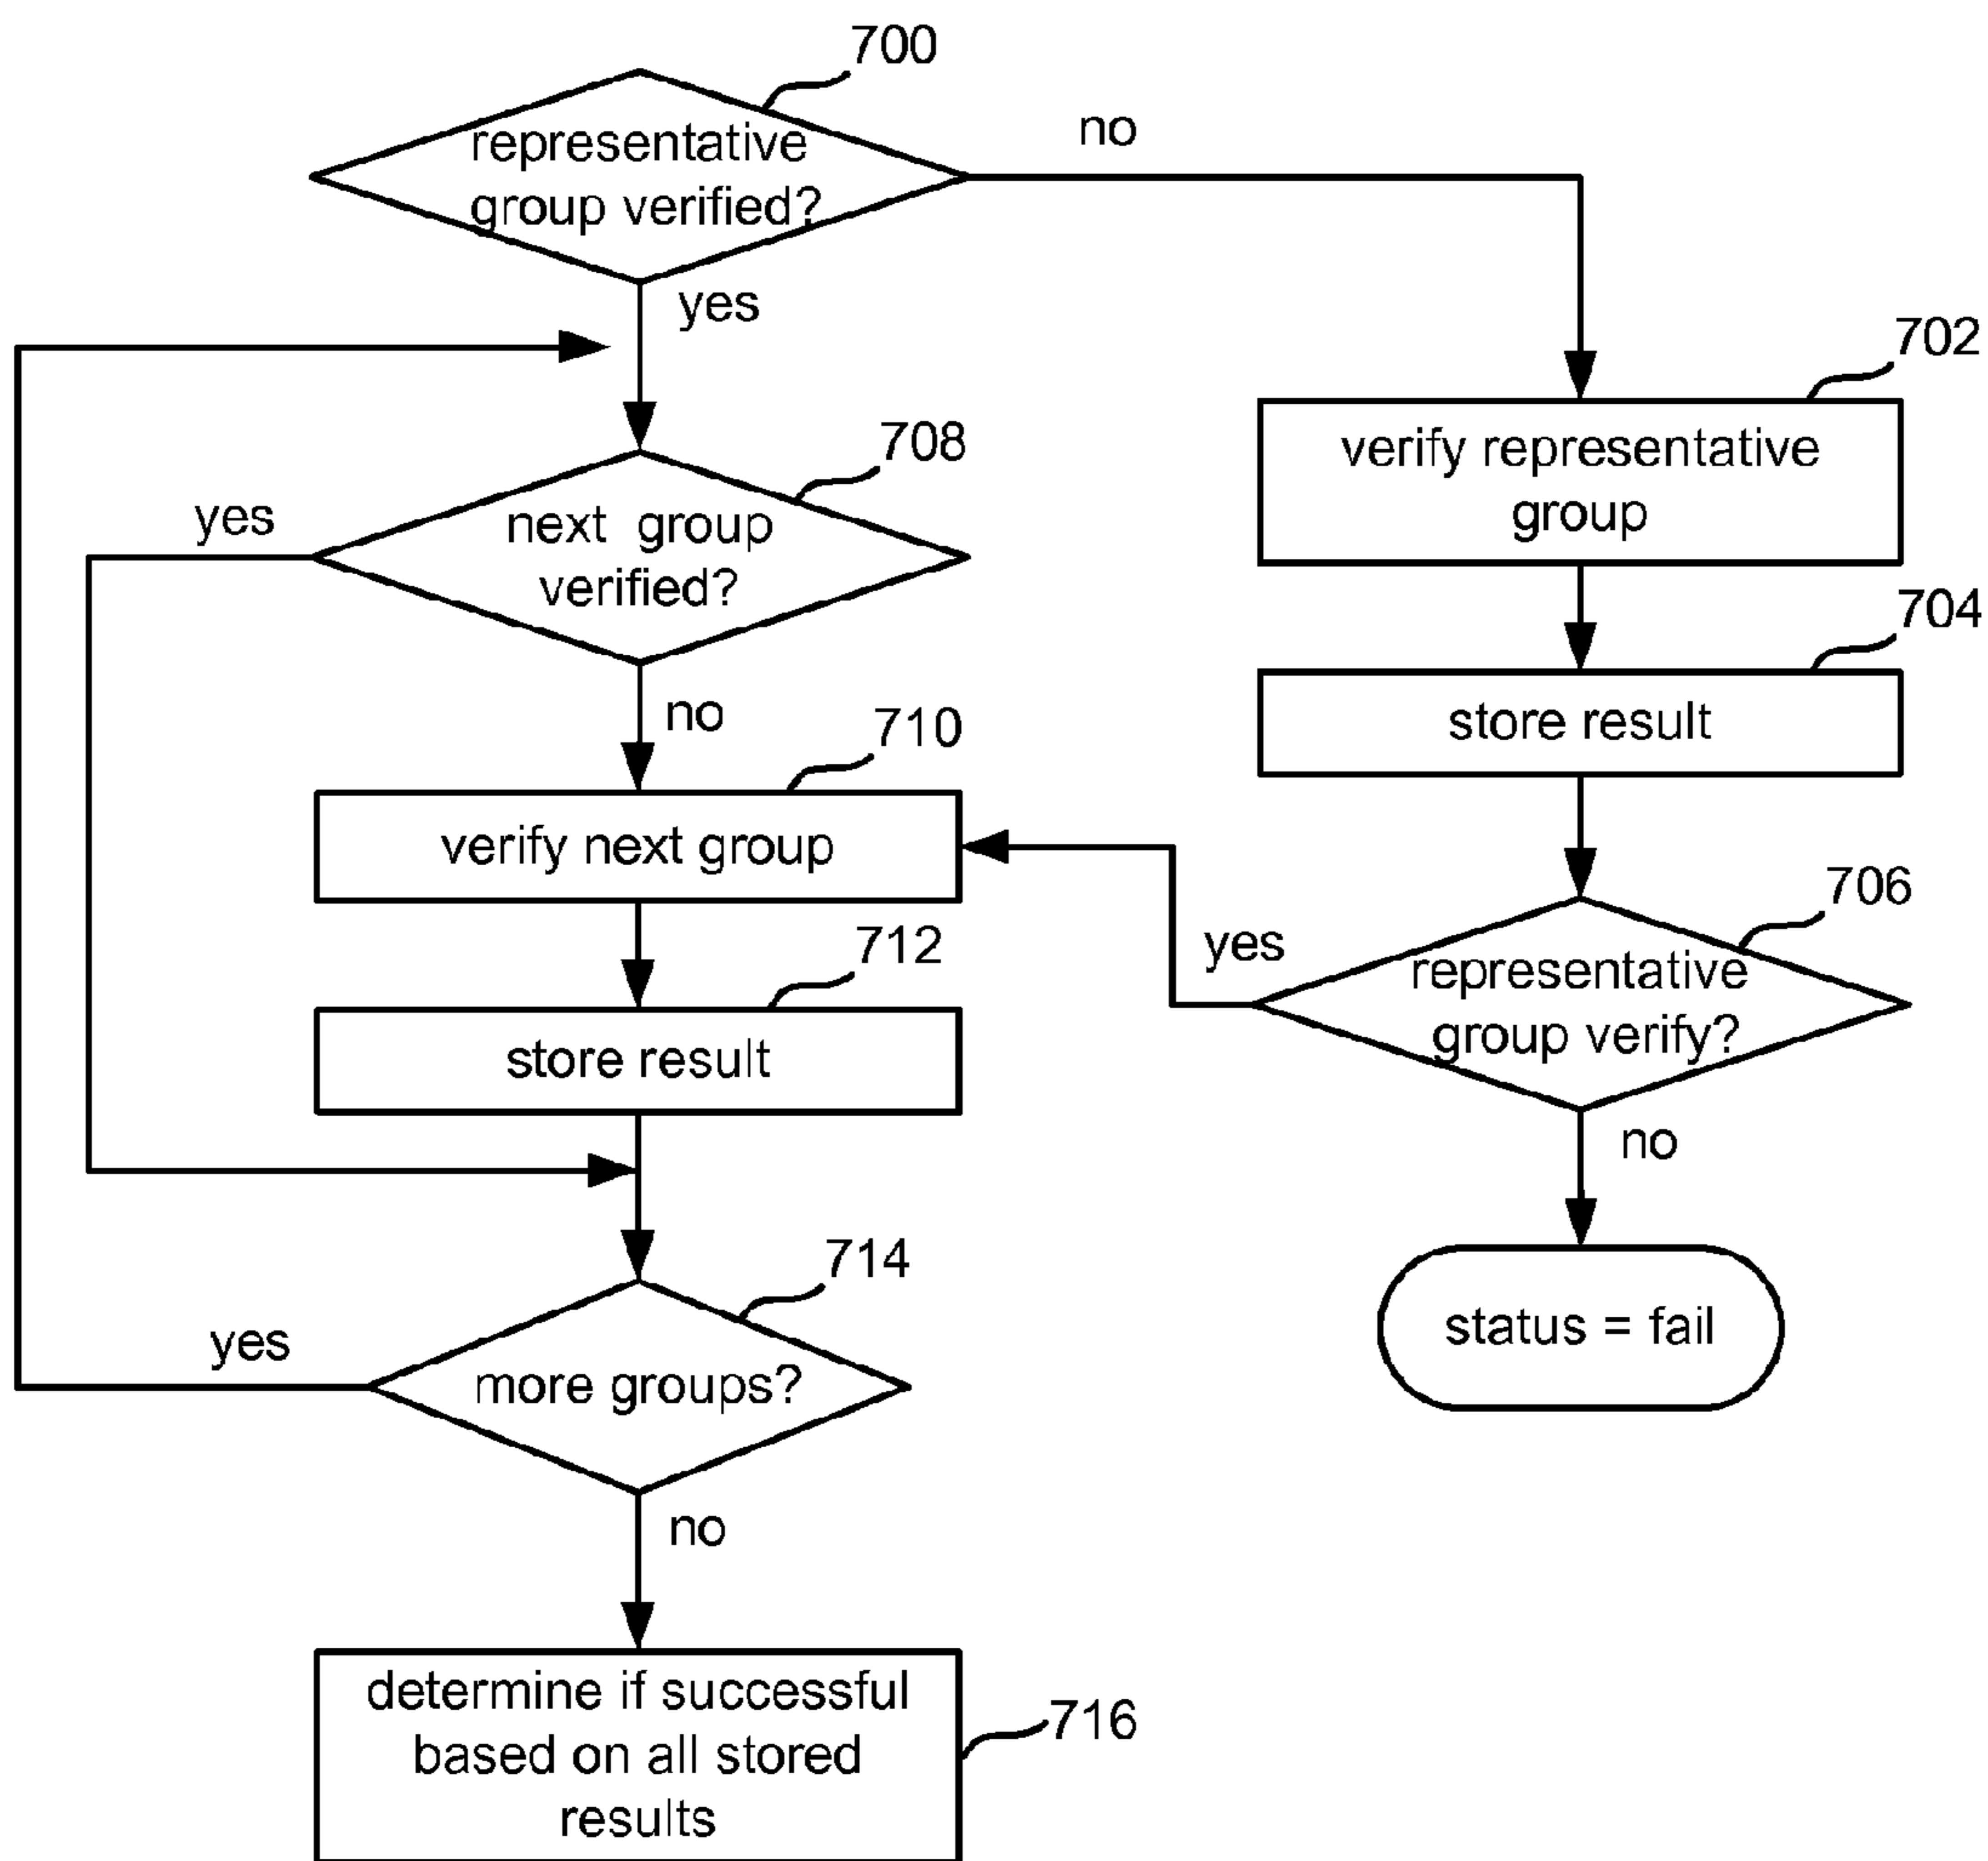 700
representative
group verified?
no
yes
702
verify representative
group
708
yes
next group
verified?
704
store result
no
710
verify next group
706
yes
representative
group verify?
712
store result
no
714
yes
more groups?
status = fail
no
determine if successful
based on all stored
results
716